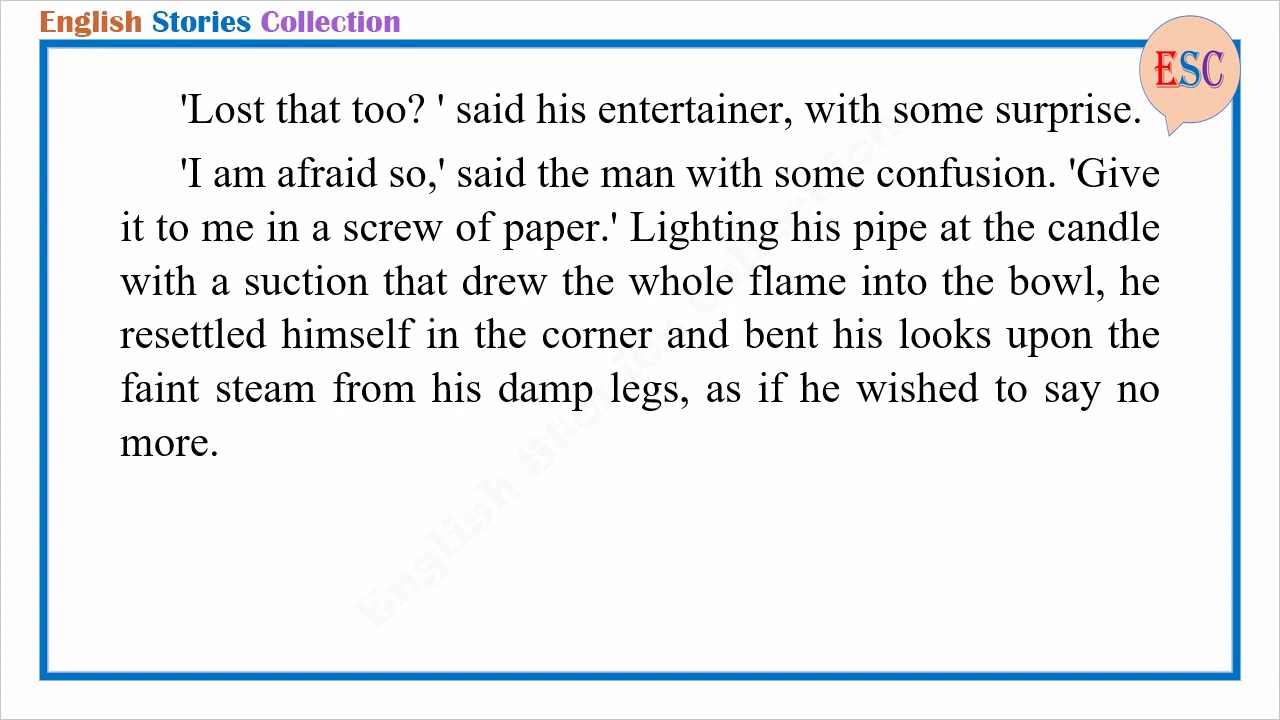 English Stories Collection
ESC
'Lost that too? ' said his entertainer, with some surprise.
'I am afraid so,' said the man with some confusion. 'Give
it to me in a screw of paper.' Lighting his pipe at the candle
with a suction that drew the whole flame into the bowl, he
resettled himself in the corner and bent his looks upon the
faint steam from his damp legs, as if he wished to say no
more.
English Stories Collection